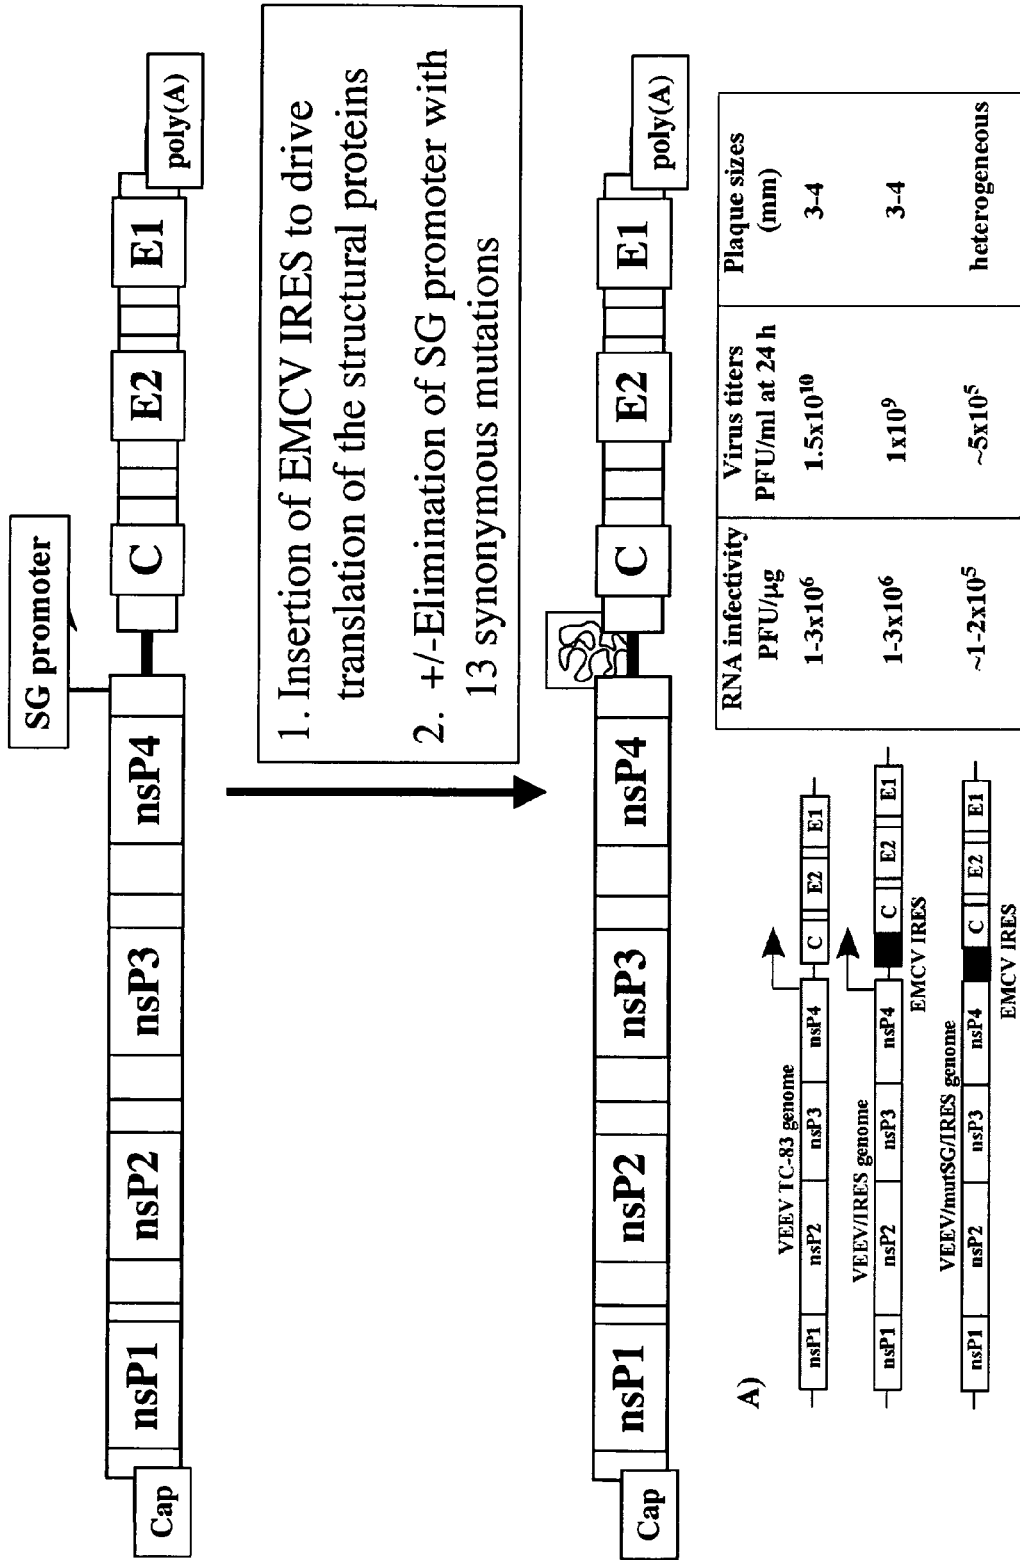 SG promoter
Cap
nsP1
nsP2
nsP3
nsP4
C
E2
E1
poly(A)
1. Insertion of EMCV IRES to drive
translation of the structural proteins
2. +/-Elimination of SG promoter with
13 synonymous mutations
Cap
nsP1
nsP2
nsP3
nsP4
C
E2
E1
poly(A)
A)
VEEV TC-83 genome
nsP1 nsP2 nsP3 nsP4 C E2 E1
VEEV/IRES genome
nsP1 nsP2 nsP3 nsP4 C E2 E1
EMCV IRES
VEEV/mutSG/IRES genome
nsP1 nsP2 nsP3 nsP4 C E2 E1
EMCV IRES
RNA infectivity Virus titers Plaque sizes
PFU/µg PFU/ml at 24 h (mm)
1-3x10⁶ 1.5x10¹⁰ 3-4
1-3x10⁶ 1x10⁹ 3-4
~1-2x10⁵ ~5x10⁵ heterogeneous